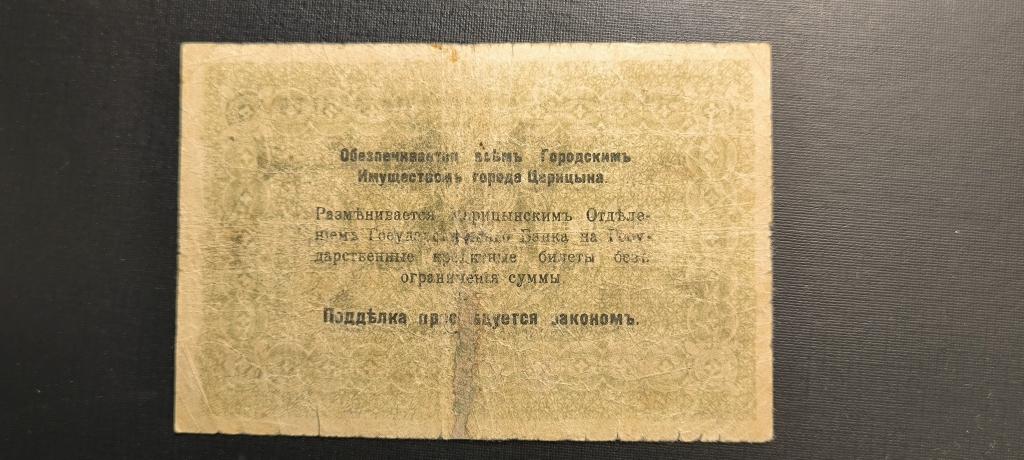 Обезпечивается всѣмъ Городскимъ
Имуществомъ города Царицына.
Размѣнивается Царицынскимъ Отдѣле-
ніемъ Государственнаго Банка на Госу-
дарственные кредитные билеты безъ
ограниченія суммы.
Поддѣлка преслѣдуется закономъ.